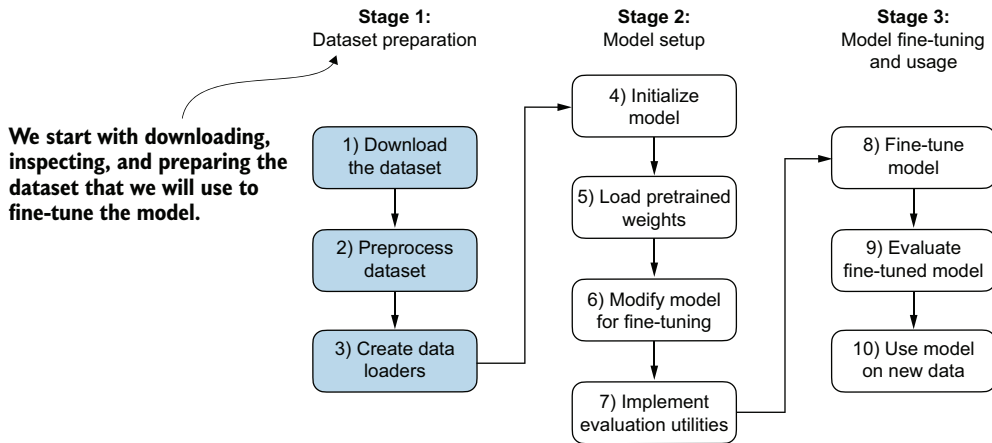 Stage 1:
Dataset preparation
Stage 2:
Model setup
Stage 3:
Model fine-tuning
and usage
We start with downloading,
inspecting, and preparing the
dataset that we will use to
fine-tune the model.
1) Download
the dataset
2) Preprocess
dataset
3) Create data
loaders
4) Initialize
model
5) Load pretrained
weights
6) Modify model
for fine-tuning
7) Implement
evaluation utilities
8) Fine-tune
model
9) Evaluate
fine-tuned model
10) Use model
on new data